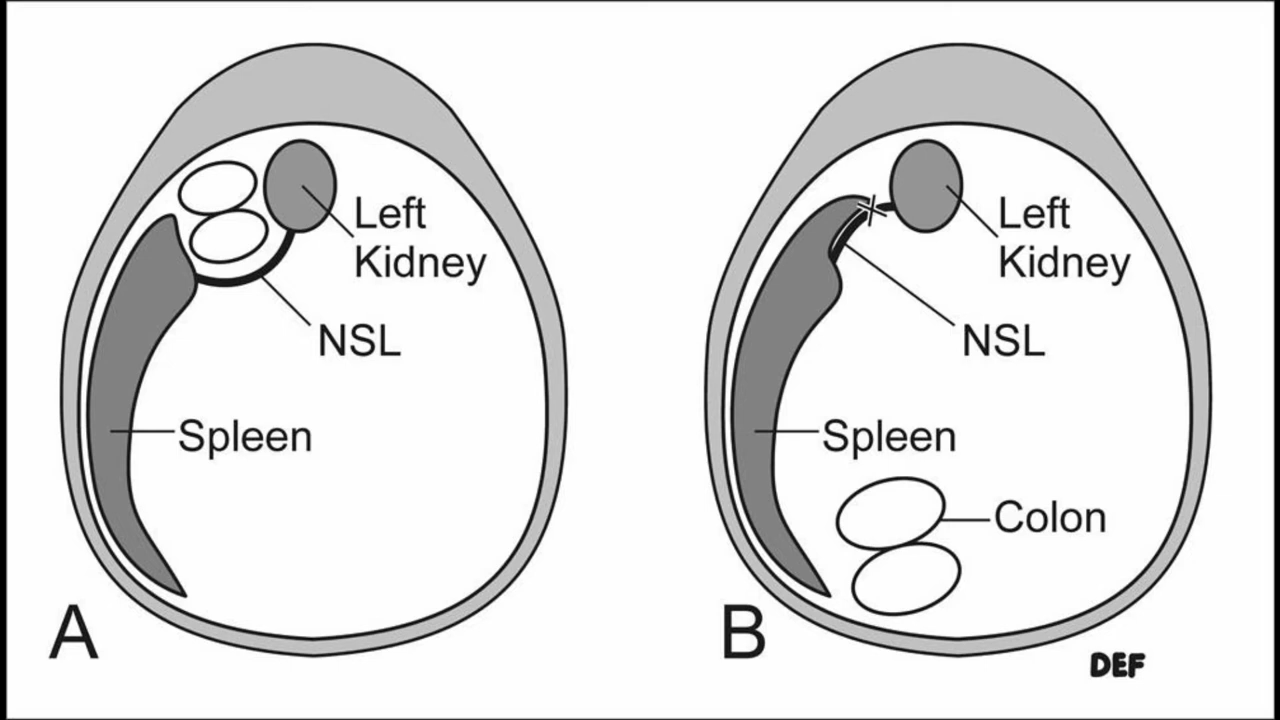 Left
Kidney
NSL
Spleen
A
Left
Kidney
NSL
Spleen
Colon
B
DEF